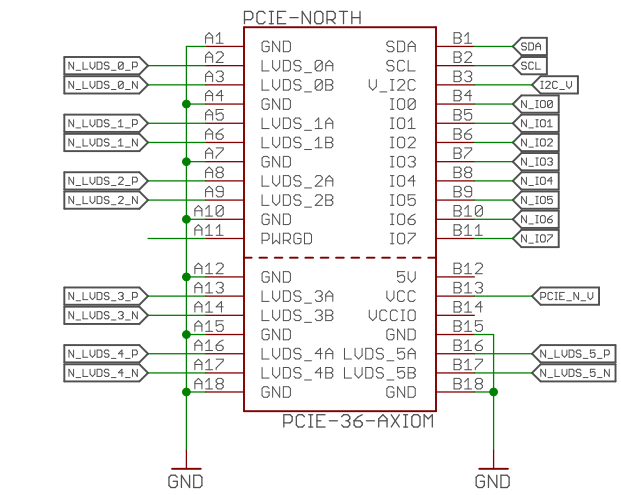 PCIE-NORTH
A1 GND SDA B1 SDA
N_LVDS_0_P A2 LVDS_0A SCL B2 SCL
N_LVDS_0_N A3 LVDS_0B V_I2C B3 I2C_V
A4 GND IO0 B4 N_IO0
N_LVDS_1_P A5 LVDS_1A IO1 B5 N_IO1
N_LVDS_1_N A6 LVDS_1B IO2 B6 N_IO2
A7 GND IO3 B7 N_IO3
N_LVDS_2_P A8 LVDS_2A IO4 B8 N_IO4
N_LVDS_2_N A9 LVDS_2B IO5 B9 N_IO5
A10 GND IO6 B10 N_IO6
A11 PWRGD IO7 B11 N_IO7
A12 GND 5V B12
N_LVDS_3_P A13 LVDS_3A VCC B13 PCIE_N_V
N_LVDS_3_N A14 LVDS_3B VCCIO B14
A15 GND GND B15
N_LVDS_4_P A16 LVDS_4A LVDS_5A B16 N_LVDS_5_P
N_LVDS_4_N A17 LVDS_4B LVDS_5B B17 N_LVDS_5_N
A18 GND GND B18
PCIE-36-AXIOM
GND GND